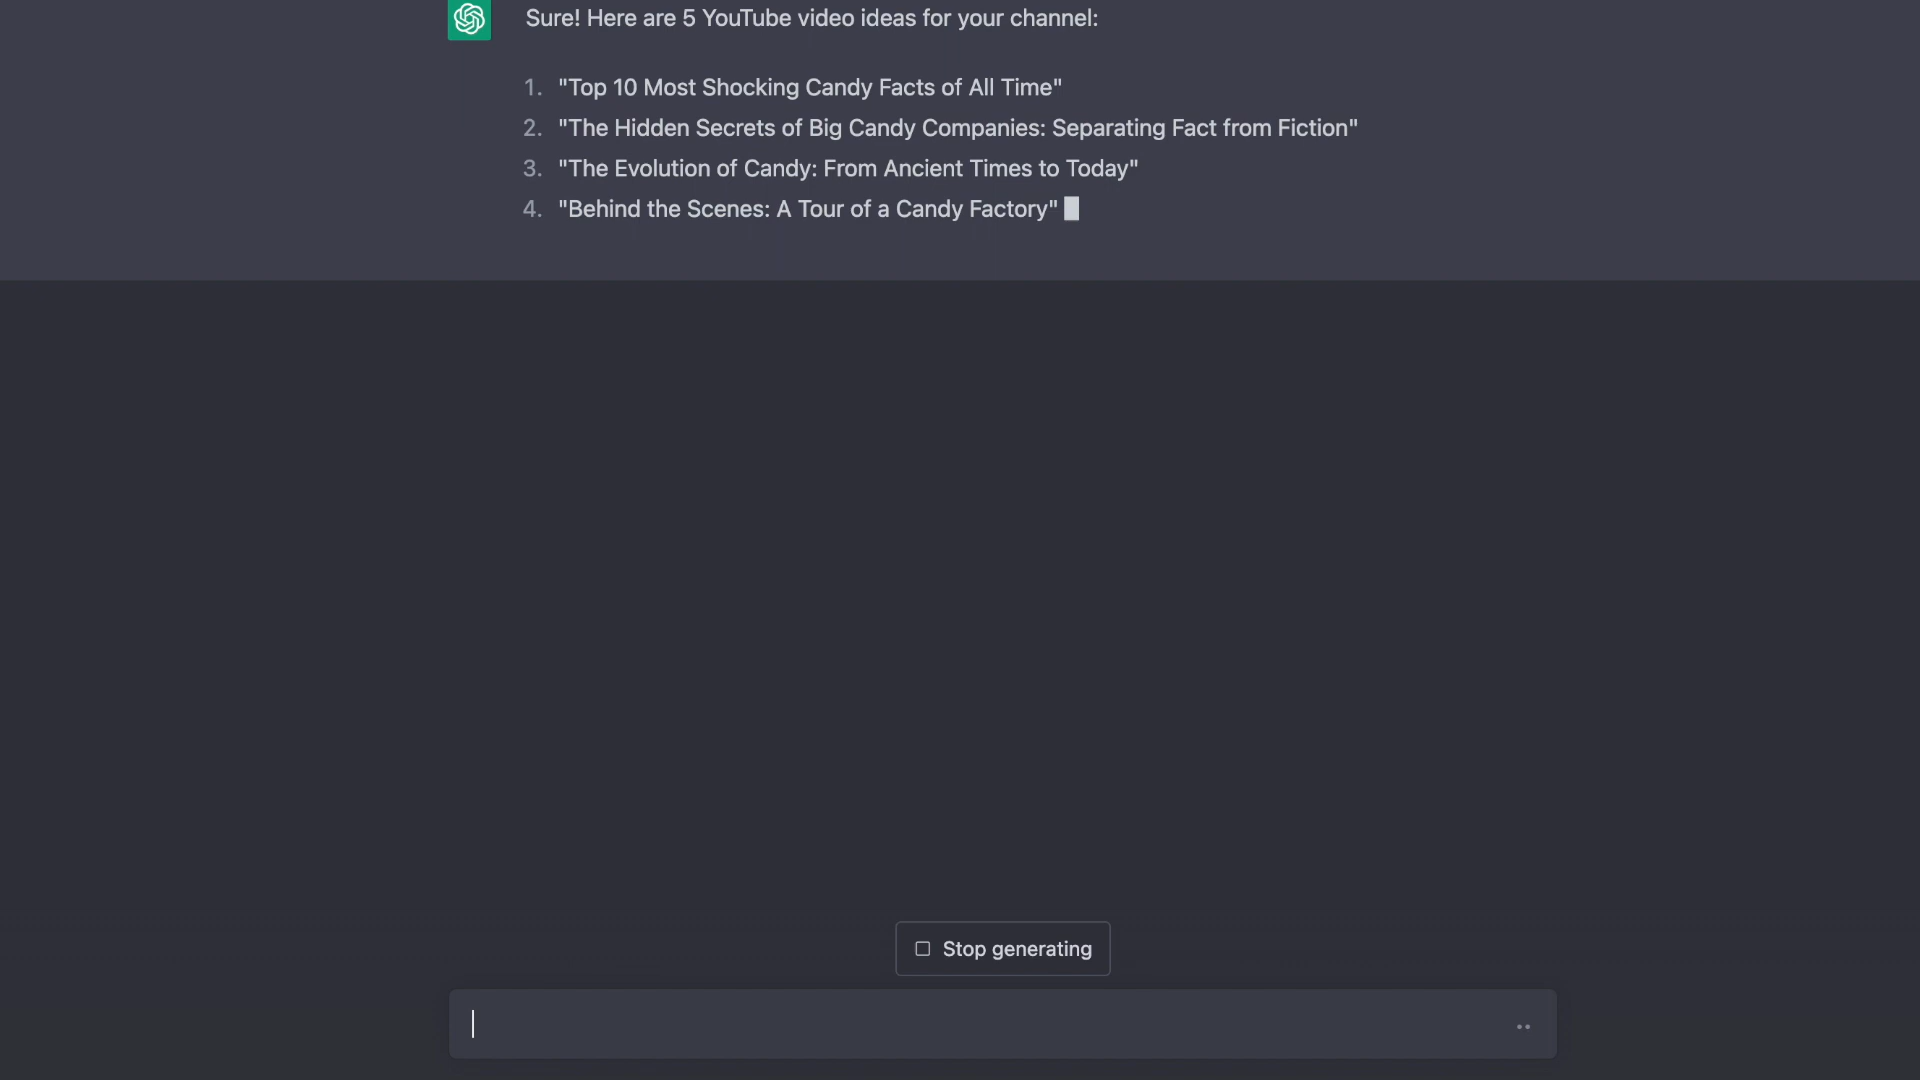 Sure! Here are 5 YouTube video ideas for your channel:
1. "Top 10 Most Shocking Candy Facts of All Time"
2. "The Hidden Secrets of Big Candy Companies: Separating Fact from Fiction"
3. "The Evolution of Candy: From Ancient Times to Today"
4. "Behind the Scenes: A Tour of a Candy Factory"
Stop generating